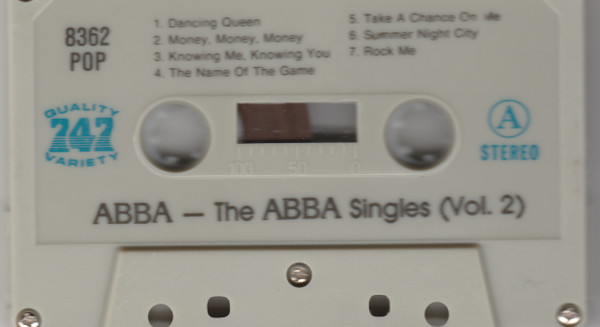 8362
POP
1. Dancing Queen
2. Money, Money, Money
3. Knowing Me, Knowing You
4. The Name Of The Game
5. Take A Chance On Me
6. Summer Night City
7. Rock Me
QUALITY
747
VARIETY
A
STEREO
100 50 0
ABBA — The ABBA Singles (Vol. 2)